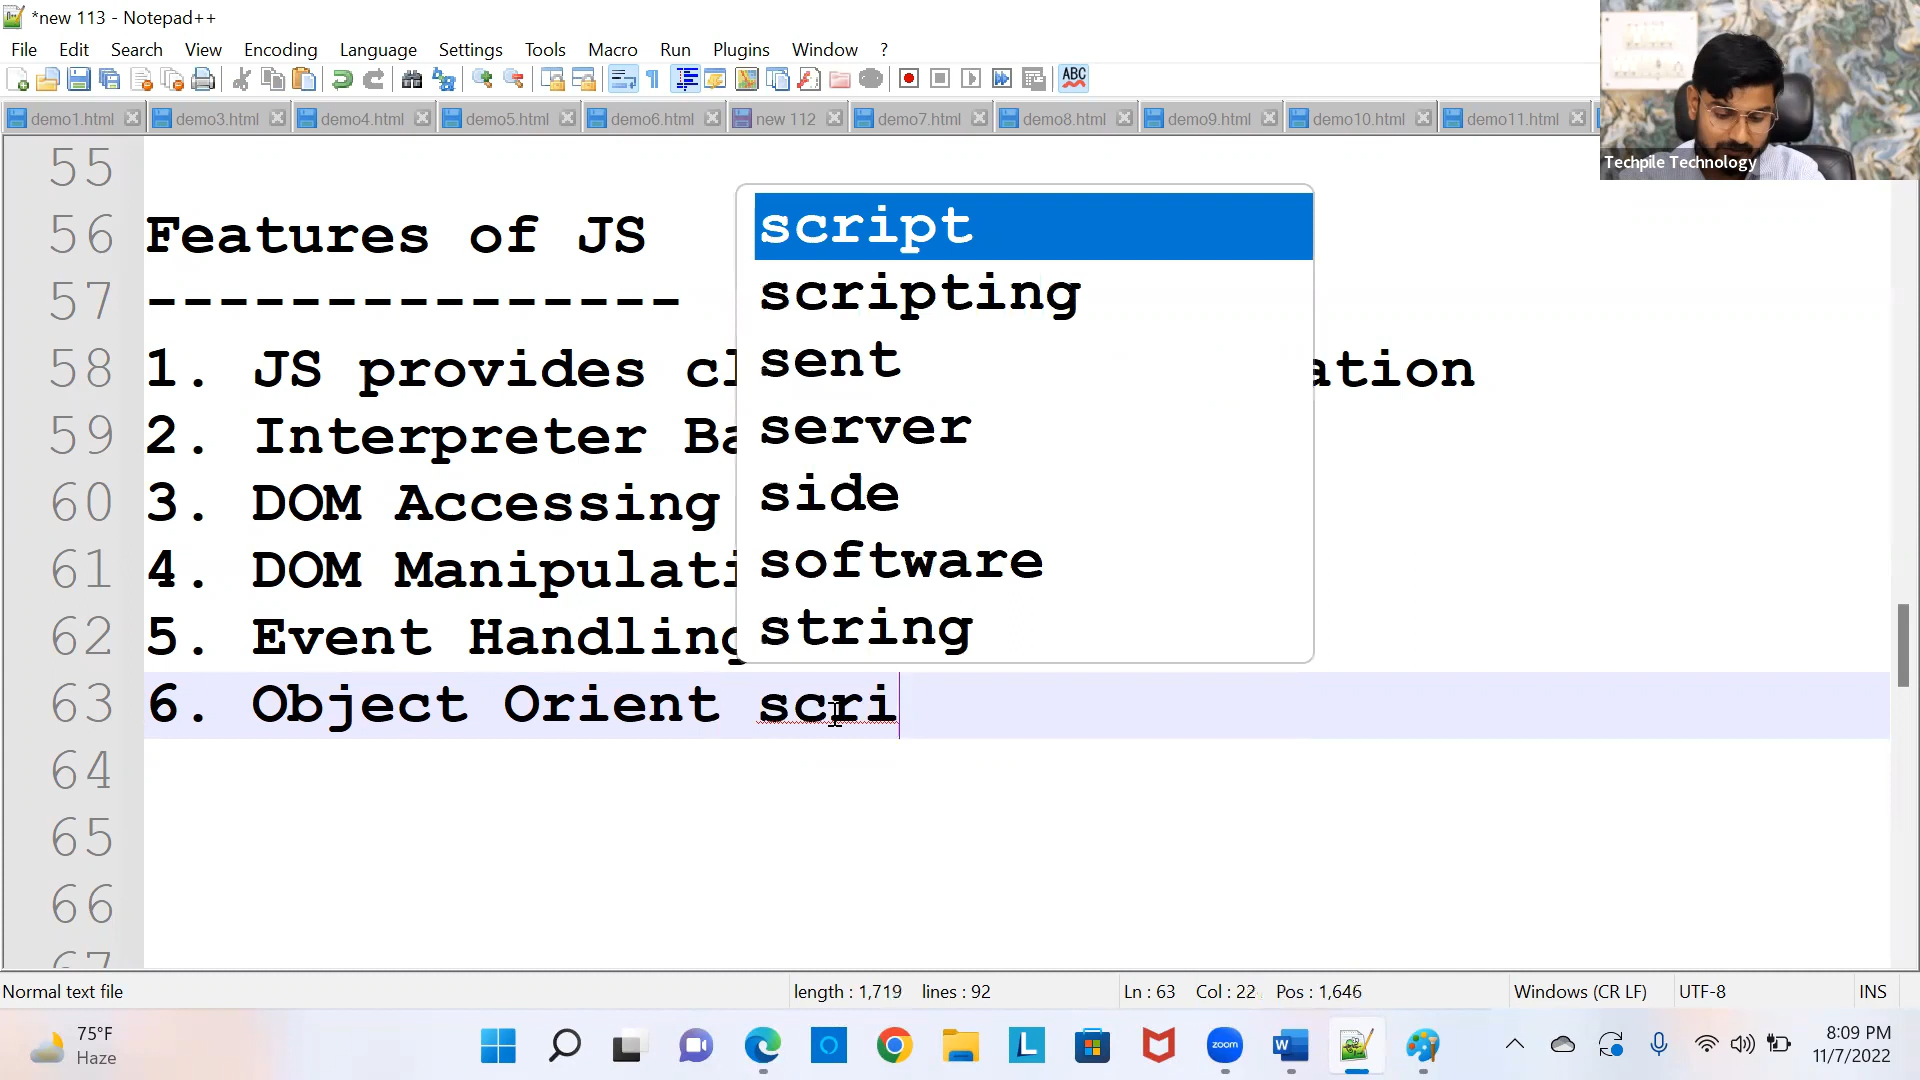 *new 113 - Notepad++
File Edit Search View Encoding Language Settings Tools Macro Run Plugins Window ?
ABC
demo1.html demo3.html demo4.html demo5.html demo6.html new 112 demo7.html demo8.html demo9.html demo10.html demo11.html
Techpile Technology
55
56 Features of JS
57 ---------------
58 1. JS provides cl ation
59 2. Interpreter Ba
60 3. DOM Accessing
61 4. DOM Manipulati
62 5. Event Handling
63 6. Object Orient scri
64
65
66
67
script
scripting
sent
server
side
software
string
Normal text file length : 1,719 lines : 92 Ln : 63 Col : 22 Pos : 1,646 Windows (CR LF) UTF-8 INS
75°F
Haze
zoom
W
L
8:09 PM
11/7/2022